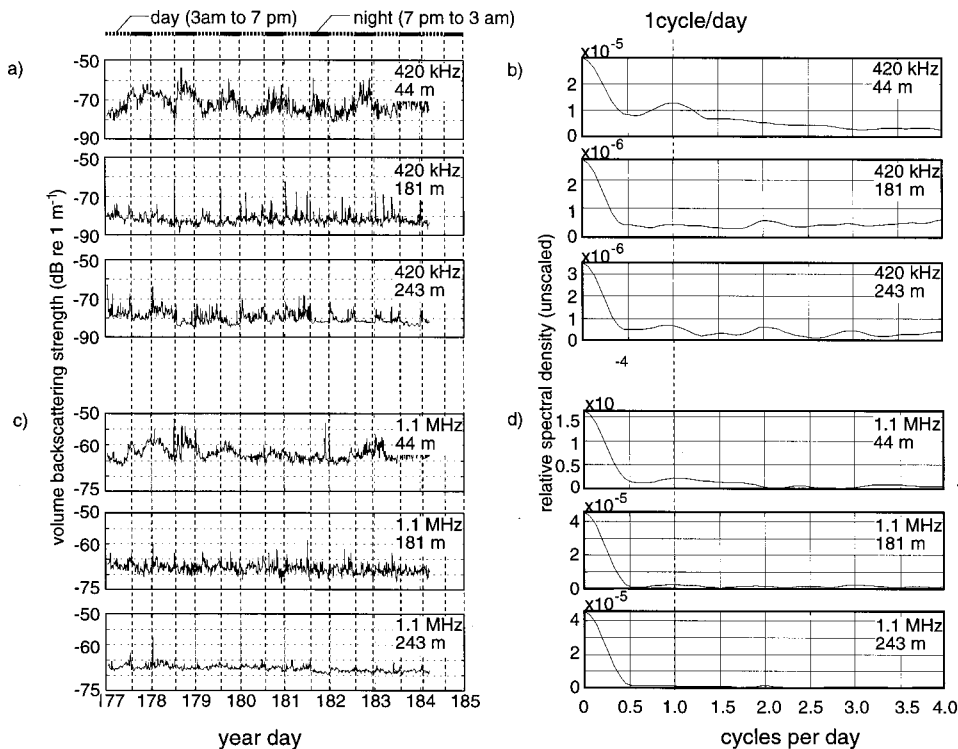 day (3am to 7 pm)
night (7 pm to 3 am)
1cycle/day
a)
-50
-70
-90
420 kHz
44 m
-50
-70
-90
420 kHz
181 m
-50
-70
-90
420 kHz
243 m
volume backscattering strength (dB re 1 m-1)
c)
-50
-60
-75
1.1 MHz
44 m
-50
-60
-75
1.1 MHz
181 m
-50
-60
-75
1.1 MHz
243 m
177 178 179 180 181 182 183 184 185
year day
b)
x10-5
3
2
1
0
420 kHz
44 m
x10-6
2
1
0
420 kHz
181 m
x10-6
3
2
1
0
420 kHz
243 m
-4
relative spectral density (unscaled)
d)
x10
1.5
1
0.5
0
1.1 MHz
44 m
x10-5
4
2
0
1.1 MHz
181 m
x10-5
4
2
0
1.1 MHz
243 m
0 0.5 1.0 1.5 2.0 2.5 3.0 3.5 4.0
cycles per day